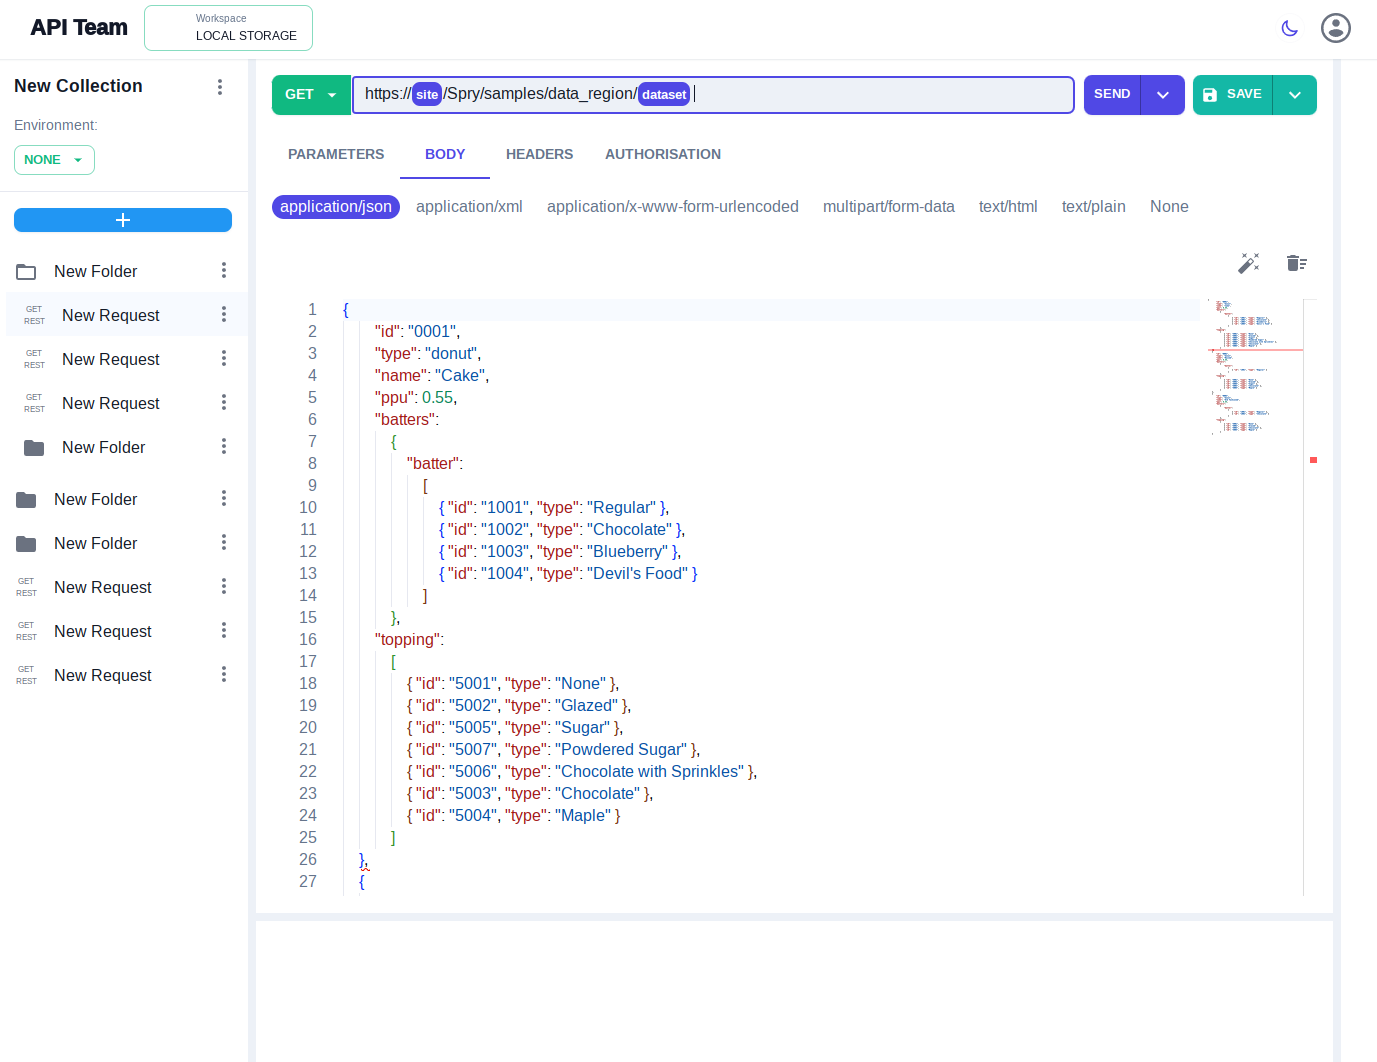 API Team
Workspace
LOCAL STORAGE
New Collection
Environment:
NONE
New Folder
GET
REST
New Request
GET
REST
New Request
GET
REST
New Request
New Folder
New Folder
New Folder
GET
REST
New Request
GET
REST
New Request
GET
REST
New Request
GET
https://site/Spry/samples/data_region/dataset
SEND
SAVE
PARAMETERS BODY HEADERS AUTHORISATION
application/json application/xml application/x-www-form-urlencoded multipart/form-data text/html text/plain None
1 {
2 "id": "0001",
3 "type": "donut",
4 "name": "Cake",
5 "ppu": 0.55,
6 "batters":
7 {
8 "batter":
9 [
10 { "id": "1001", "type": "Regular" },
11 { "id": "1002", "type": "Chocolate" },
12 { "id": "1003", "type": "Blueberry" },
13 { "id": "1004", "type": "Devil's Food" }
14 ]
15 },
16 "topping":
17 [
18 { "id": "5001", "type": "None" },
19 { "id": "5002", "type": "Glazed" },
20 { "id": "5005", "type": "Sugar" },
21 { "id": "5007", "type": "Powdered Sugar" },
22 { "id": "5006", "type": "Chocolate with Sprinkles" },
23 { "id": "5003", "type": "Chocolate" },
24 { "id": "5004", "type": "Maple" }
25 ]
26 },
27 {